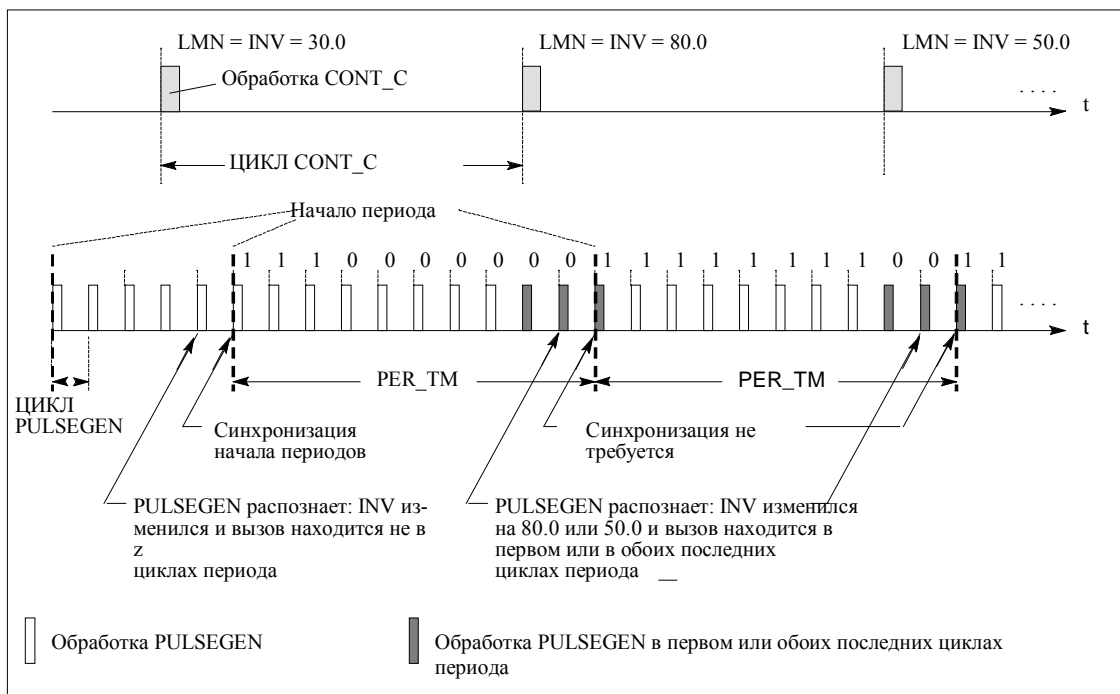 LMN = INV = 30.0
LMN = INV = 80.0
LMN = INV = 50.0
Обработка CONT_C
. . . .
t
ЦИКЛ CONT_C
Начало периода
1 1 1 0 0 0 0 0 0 0 1 1 1 1 1 1 1 1 0 0 1 1
. . . .
t
PER_TM
PER_TM
ЦИКЛ
PULSEGEN
Синхронизация
начала периодов
Синхронизация не
требуется
PULSEGEN распознает: INV из-
менился и вызов находится не в
z
циклах периода
PULSEGEN распознает: INV изменился
на 80.0 или 50.0 и вызов находится в
первом или в обоих последних
циклах периода __
Обработка PULSEGEN
Обработка PULSEGEN в первом или обоих последних циклах
периода